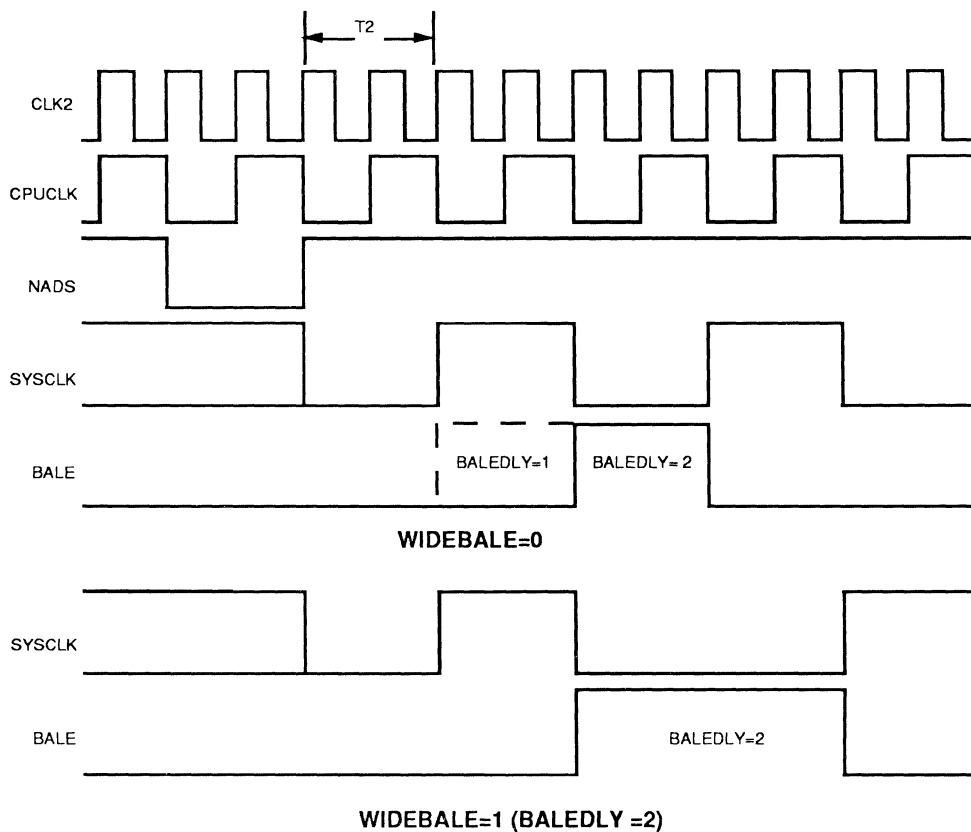 T2
CLK2
CPUCLK
NADS
SYSCLK
BALE
BALEDLY=1
BALEDLY= 2
WIDEBALE=0
SYSCLK
BALE
BALEDLY=2
WIDEBALE=1 (BALEDLY =2)